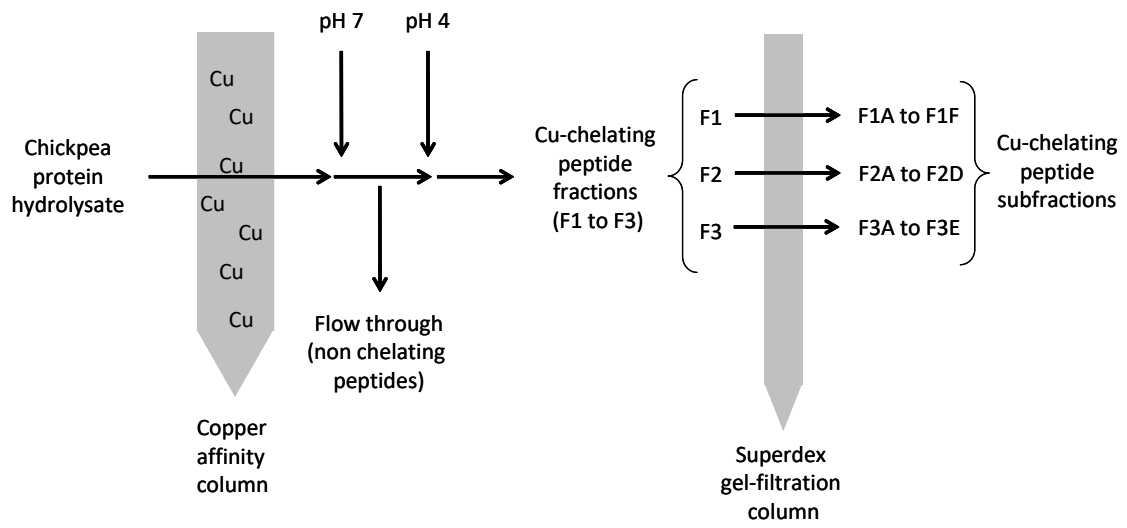 pH 7
pH 4
Chickpea
protein
hydrolysate
Cu
Cu
Cu
Cu
Cu
Cu
Cu
Copper
affinity
column
Flow through
(non chelating
peptides)
Cu-chelating
peptide
fractions
(F1 to F3)
F1
F2
F3
F1A to F1F
F2A to F2D
F3A to F3E
Cu-chelating
peptide
subfractions
Superdex
gel-filtration
column